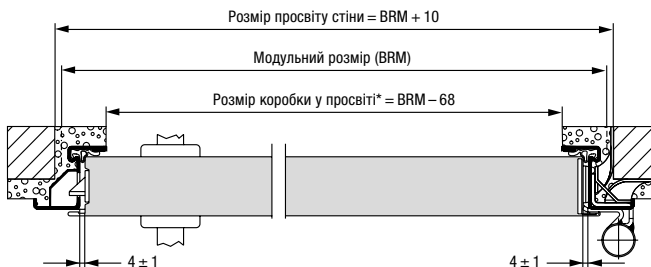 Розмір просвіту стіни = BRM + 10
Модульний розмір (BRM)
Розмір коробки у просвіті* = BRM – 68
4 ± 1
4 ± 1